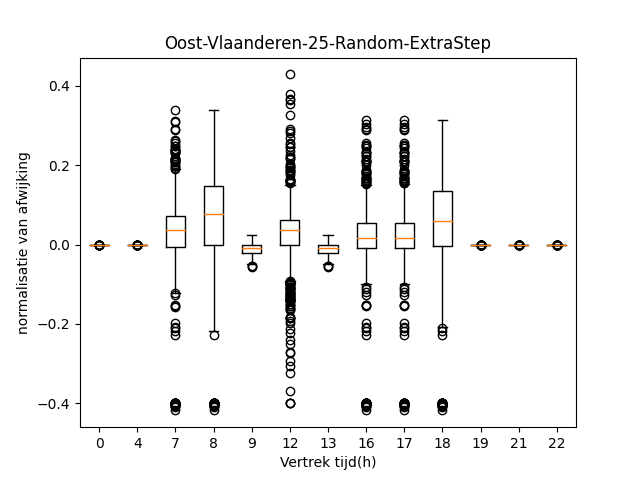 Oost-Vlaanderen-25-Random-ExtraStep
normalisatie van afwijking
0.4
0.2
0.0
−0.2
−0.4
0 4 7 8 9 12 13 16 17 18 19 21 22
Vertrek tijd(h)